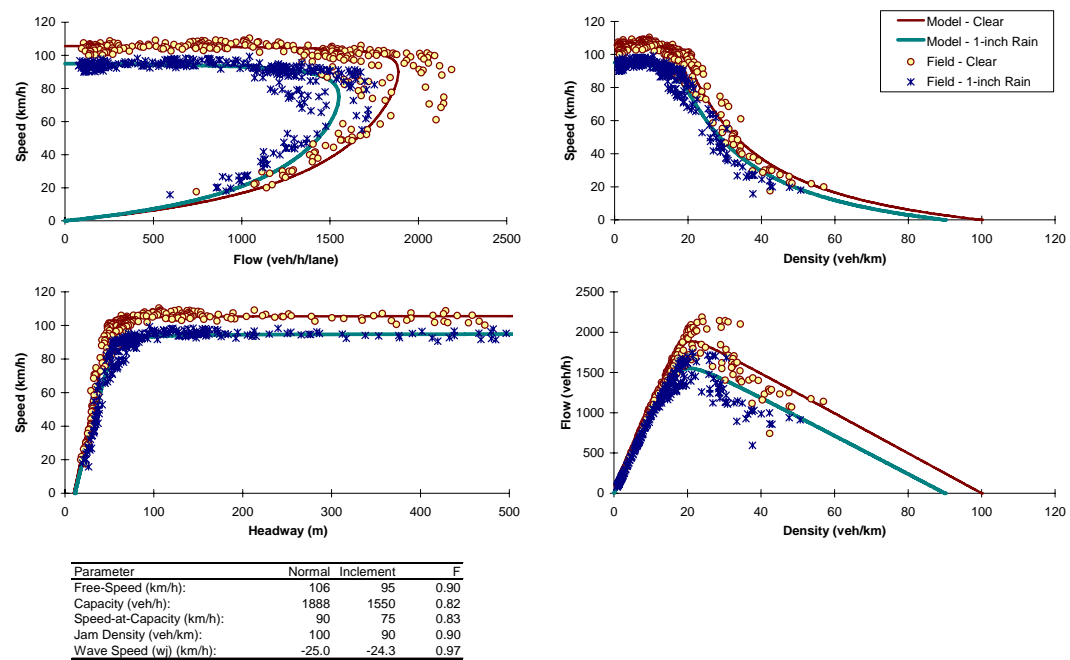 120
100
80
60
40
20
0
Speed (km/h)
0 500 1000 1500 2000 2500
Flow (veh/h/lane)
120
100
80
60
40
20
0
Speed (km/h)
0 20 40 60 80 100 120
Density (veh/km)
Model - Clear
Model - 1-inch Rain
Field - Clear
Field - 1-inch Rain
120
100
80
60
40
20
0
Speed (km/h)
0 100 200 300 400 500
Headway (m)
2500
2000
1500
1000
500
0
Flow (veh/h)
0 20 40 60 80 100 120
Density (veh/km)
Parameter Normal Inclement F
Free-Speed (km/h): 106 95 0.90
Capacity (veh/h): 1888 1550 0.82
Speed-at-Capacity (km/h): 90 75 0.83
Jam Density (veh/km): 100 90 0.90
Wave Speed (wj) (km/h): -25.0 -24.3 0.97